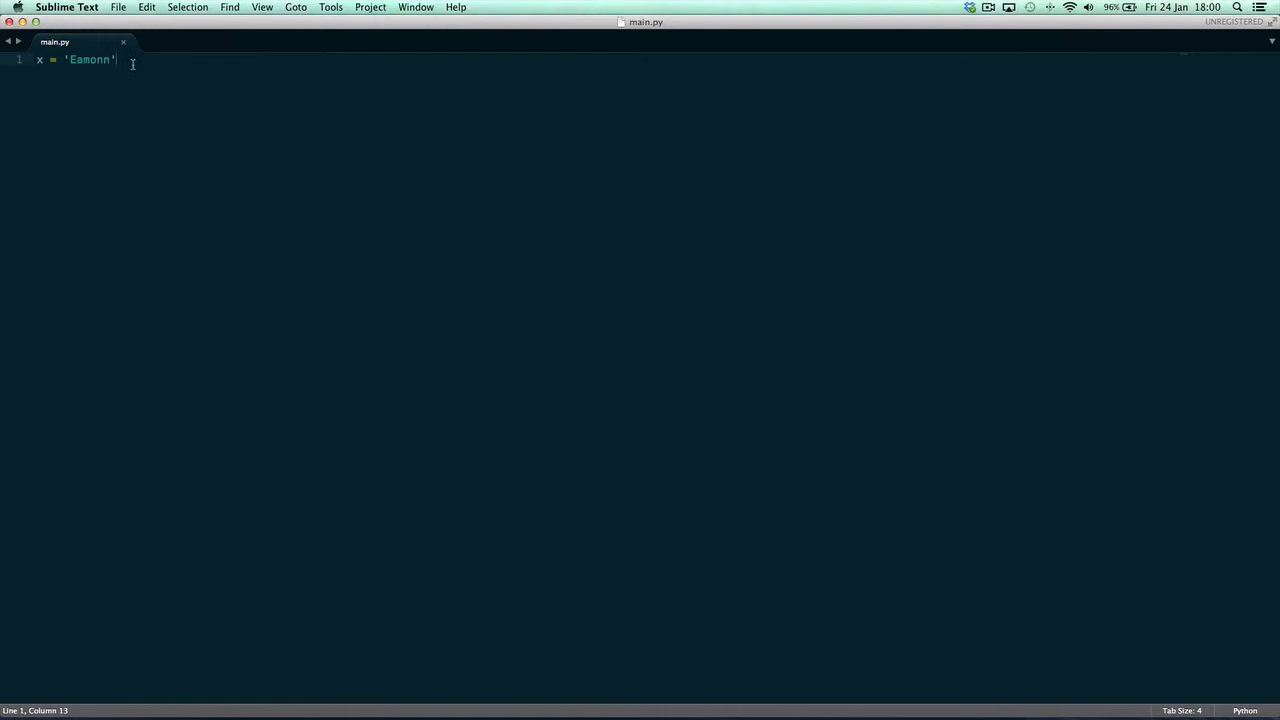 Sublime Text File Edit Selection Find View Goto Tools Project Window Help 96% Fri 24 Jan 18:00
main.py UNREGISTERED
main.py
1 x = 'Eamonn'
Line 1, Column 13 Tab Size: 4 Python